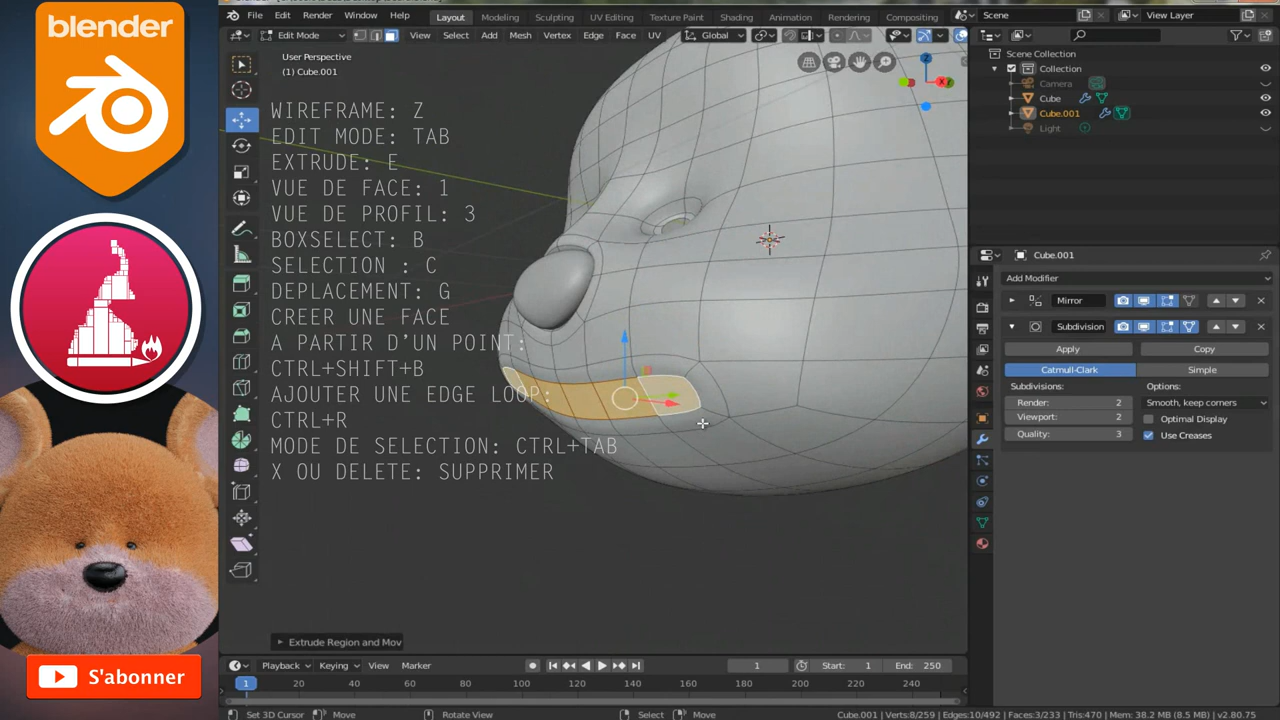 blender
S'abonner
File Edit Render Window Help
Layout Modeling Sculpting UV Editing Texture Paint Shading Animation Rendering Compositing
Scene
View Layer
Edit Mode
View Select Add Mesh Vertex Edge Face UV
Global
User Perspective
(1) Cube.001
WIREFRAME: Z
EDIT MODE: TAB
EXTRUDE: E
VUE DE FACE: 1
VUE DE PROFIL: 3
BOXSELECT: B
SELECTION : C
DEPLACEMENT: G
CREER UNE FACE
A PARTIR D'UN POINT:
CTRL+SHIFT+B
AJOUTER UNE EDGE LOOP:
CTRL+R
MODE DE SELECTION: CTRL+TAB
X OU DELETE: SUPPRIMER
Extrude Region and Mov
Scene Collection
Collection
Camera
Cube
Cube.001
Light
Cube.001
Add Modifier
Mirror
Subdivision
Apply Copy
Catmull-Clark Simple
Subdivisions: Options:
Render: 2 Smooth, keep corners
Viewport: 2 Optimal Display
Quality: 3 Use Creases
Playback Keying View Marker
1 Start: 1 End: 250
1 20 40 60 80 100 120 140 160 180 200 220 240
Set 3D Cursor Move Rotate View Select Move
Cube.001 | Verts:8/259 | Edges:10/492 | Faces:3/233 | Tris:470 | Mem: 38.2 MB (8.5 MB) | v2.80.75